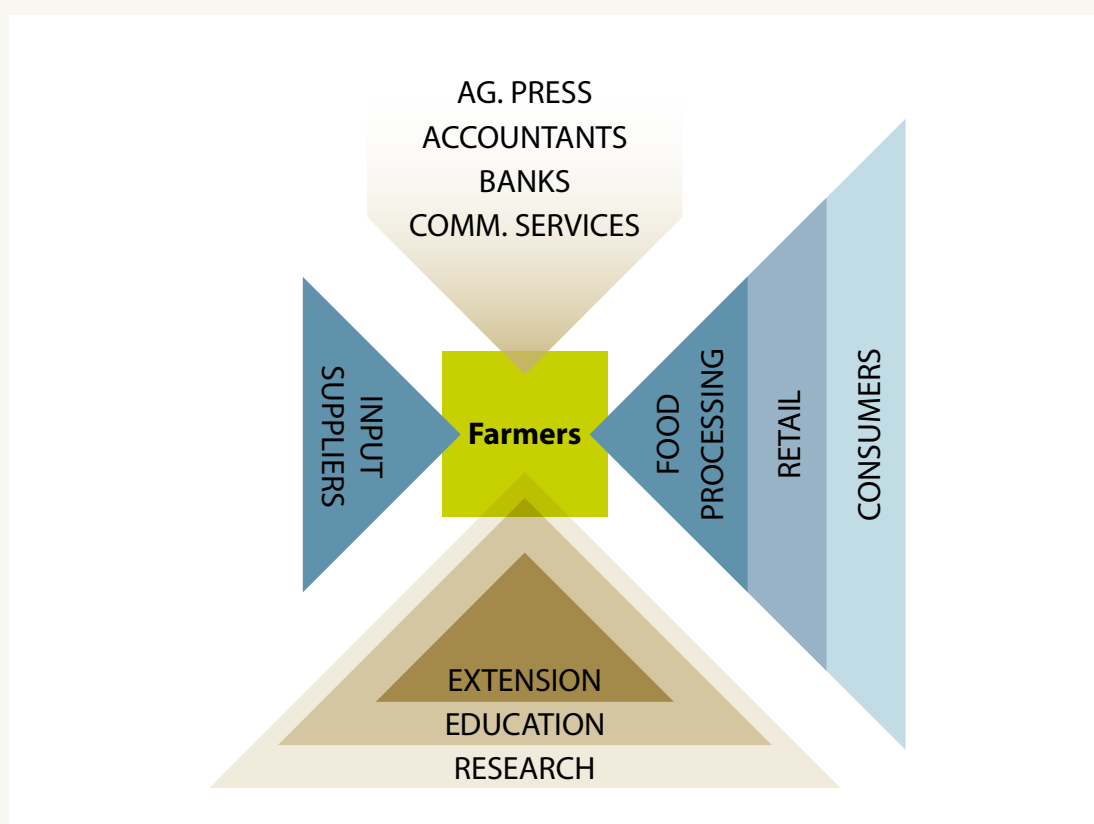 AG. PRESS
ACCOUNTANTS
BANKS
COMM. SERVICES
INPUT
SUPPLIERS
Farmers
FOOD
PROCESSING
RETAIL
CONSUMERS
EXTENSION
EDUCATION
RESEARCH